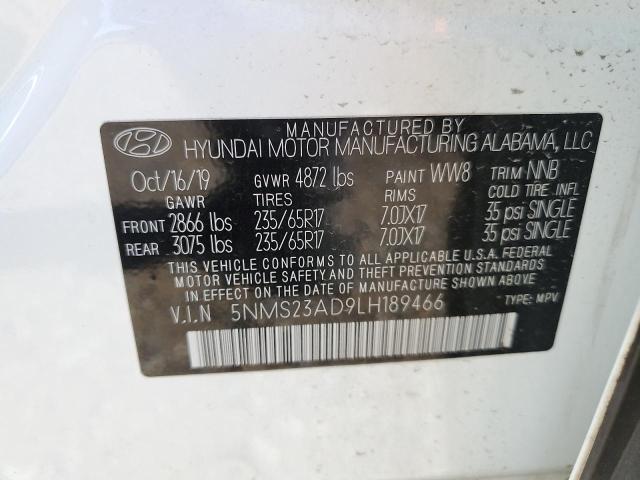 MANUFACTURED BY
HYUNDAI MOTOR MANUFACTURING ALABAMA, LLC
Oct/16/19 GVWR 4872 lbs PAINT WW8 TRIM NNB
GAWR TIRES RIMS COLD TIRE INFL
FRONT 2866 lbs 235/65R17 7.0JX17 35 psi SINGLE
REAR 3075 lbs 235/65R17 7.0JX17 35 psi SINGLE
THIS VEHICLE CONFORMS TO ALL APPLICABLE U.S.A. FEDERAL
MOTOR VEHICLE SAFETY, BUMPER, AND THEFT PREVENTION STANDARDS
IN EFFECT ON THE DATE OF MANUFACTURE SHOWN ABOVE.
V.I.N 5NMS23AD9LH189466 TYPE: MPV